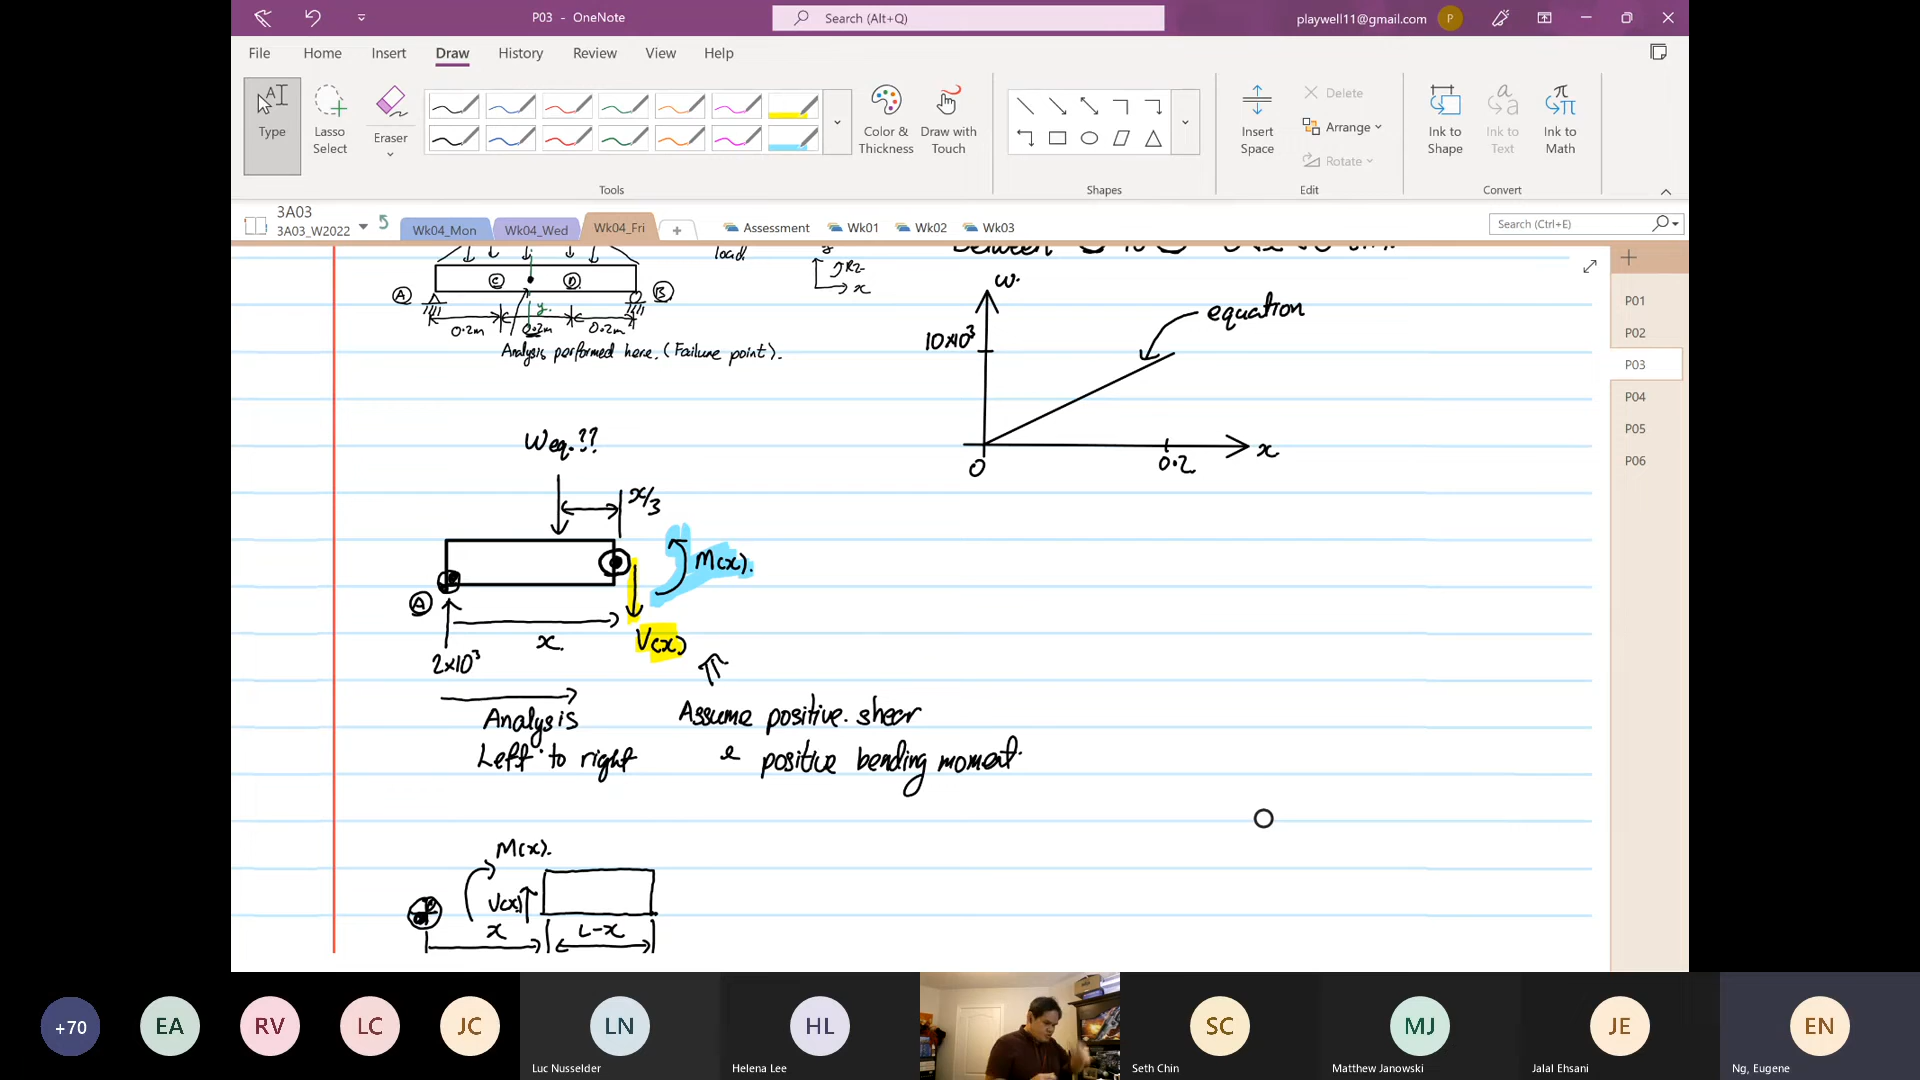 P03 - OneNote
Search (Alt+Q)
playwell11@gmail.com
P
File
Home
Insert
Draw
History
Review
View
Help
Type
Lasso Select
Eraser
Color & Thickness
Draw with Touch
Insert Space
Delete
Arrange
Rotate
Ink to Shape
Ink to Text
Ink to Math
Tools
Shapes
Edit
Convert
3A03
3A03_W2022
Wk04_Mon
Wk04_Wed
Wk04_Fri
Assessment
Wk01
Wk02
Wk03
Search (Ctrl+E)
P01
P02
P03
P04
P05
P06
load.
A
C
D
B
y.
x
0.2m
0.2m
0.2m
Analysis performed here. (Failure point).
w.
10×10³
equation
0
0.2
x
Weq.??
x/3
M(x).
A
x
V(x)
2×10³
Analysis
Left to right
Assume positive shear
& positive bending moment.
M(x).
V(x)
x
L-x
+70
EA
RV
LC
JC
LN
HL
SC
MJ
JE
EN
Luc Nusselder
Helena Lee
Seth Chin
Matthew Janowski
Jalal Ehsani
Ng, Eugene